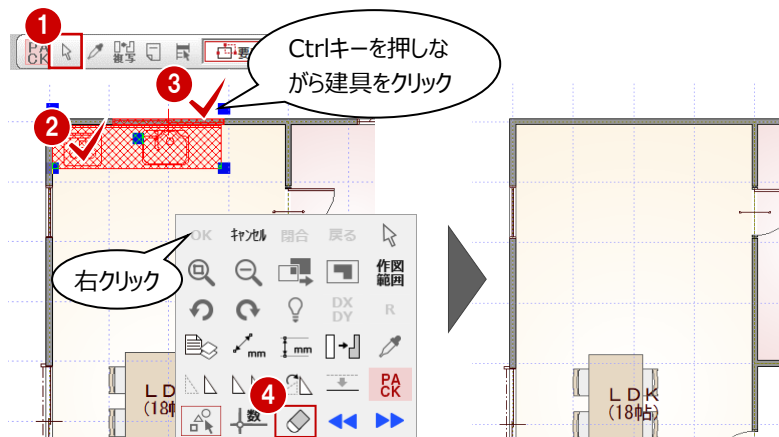 1
PA
CK
複写
要
Ctrlキーを押しな
がら建具をクリック
3
2
右クリック
OK キャンセル 閉合 戻る
作図
範囲
DX
DY R
mm mm
PA
CK
4
数
LD
(18帖
LDK
(18帖)